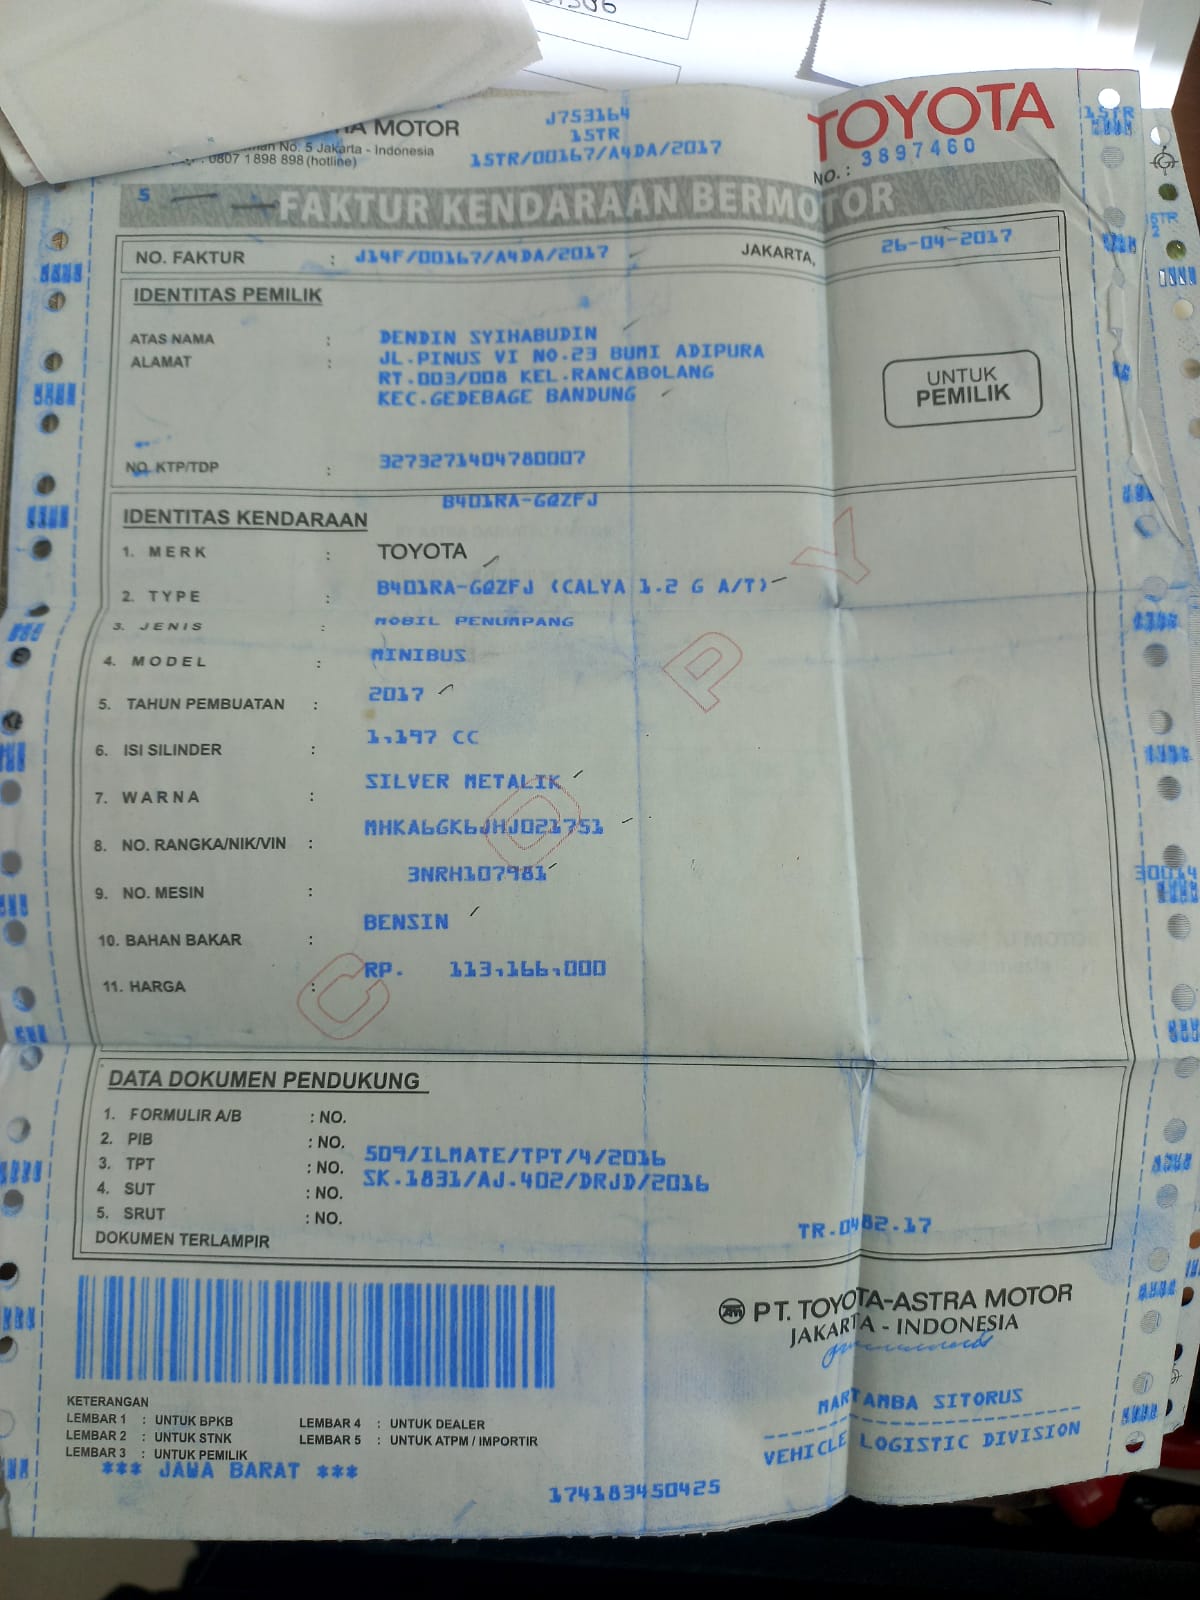 RA MOTOR
No. 5 Jakarta - Indonesia
0807 1 898 898 (hotline)
J753164
1STR
1STR/00167/A4DA/2017
TOYOTA
NO. : 3897460
S
FAKTUR KENDARAAN BERMOTOR
NO. FAKTUR : J14F/00167/A4DA/2017 JAKARTA, 26-04-2017
IDENTITAS PEMILIK
ATAS NAMA : DENDIN SYIHABUDIN
ALAMAT : JL.PINUS VI NO.23 BUMI ADIPURA
RT.003/008 KEL.RANCABOLANG
KEC.GEDEBAGE BANDUNG
UNTUK
PEMILIK
NO. KTP/TDP : 3273271404780007
B401RA-GQZFJ
IDENTITAS KENDARAAN
1. MERK : TOYOTA
2. TYPE : B401RA-GQZFJ (CALYA 1.2 G A/T)
3. JENIS : MOBIL PENUMPANG
4. MODEL : MINIBUS
5. TAHUN PEMBUATAN : 2017
6. ISI SILINDER : 1,197 CC
7. WARNA : SILVER METALIK
8. NO. RANGKA/NIK/VIN : MHKA6GK6JHJ021751
9. NO. MESIN : 3NRH107981
10. BAHAN BAKAR : BENSIN
11. HARGA : RP. 113,166,000
COPY
DATA DOKUMEN PENDUKUNG
1. FORMULIR A/B : NO.
2. PIB : NO.
3. TPT : NO. 509/ILMATE/TPT/4/2016
4. SUT : NO. SK.1831/AJ.402/DRJD/2016
5. SRUT : NO.
DOKUMEN TERLAMPIR
TR.0482.17
PT. TOYOTA-ASTRA MOTOR
JAKARTA - INDONESIA
MARTAMBA SITORUS
VEHICLE LOGISTIC DIVISION
KETERANGAN
LEMBAR 1 : UNTUK BPKB LEMBAR 4 : UNTUK DEALER
LEMBAR 2 : UNTUK STNK LEMBAR 5 : UNTUK ATPM / IMPORTIR
LEMBAR 3 : UNTUK PEMILIK
*** JAWA BARAT ***
174183450425